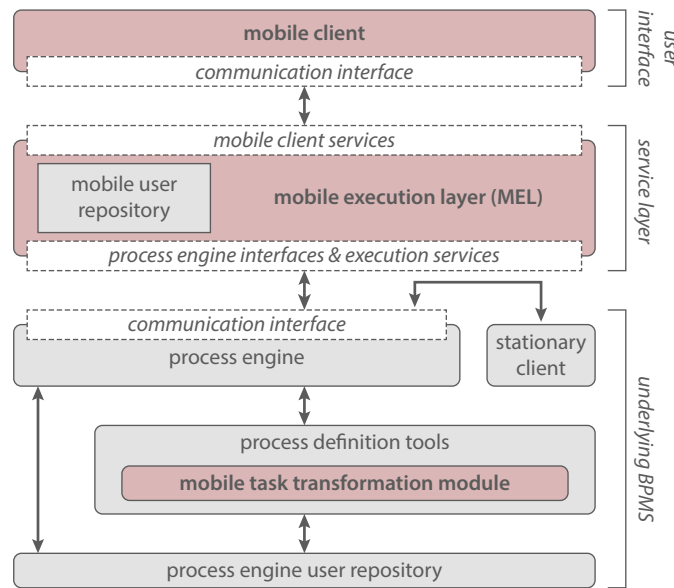 mobile client
communication interface
user
interface
mobile client services
mobile user
repository
mobile execution layer (MEL)
process engine interfaces & execution services
service layer
communication interface
process engine
stationary
client
process definition tools
mobile task transformation module
process engine user repository
underlying BPMS